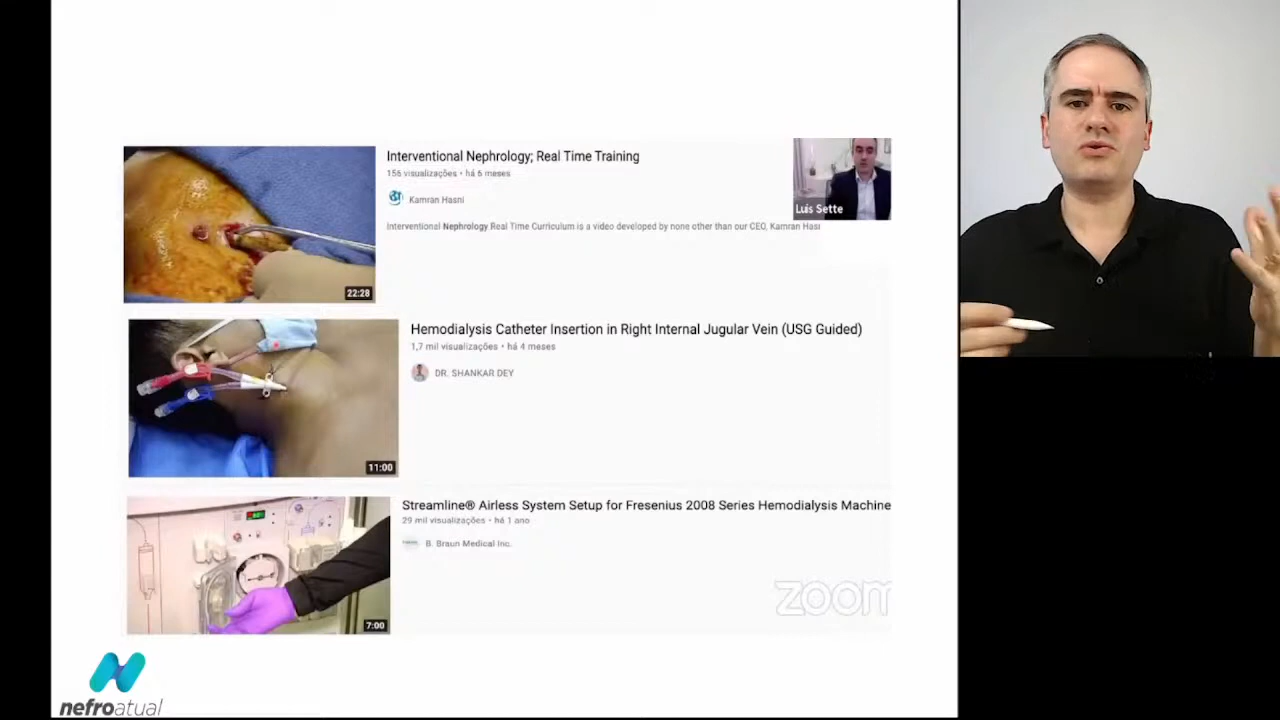 Interventional Nephrology; Real Time Training
156 visualizações • há 6 meses
Kamran Hasni
Interventional Nephrology Real Time Curriculum is a video developed by none other than our CEO, Kamran Hasi
Luis Sette
22:28
Hemodialysis Catheter Insertion in Right Internal Jugular Vein (USG Guided)
1,7 mil visualizações • há 4 meses
DR. SHANKAR DEY
11:00
Streamline® Airless System Setup for Fresenius 2008 Series Hemodialysis Machine
29 mil visualizações • há 1 ano
B. Braun Medical Inc.
7:00
zoom
nefroatual